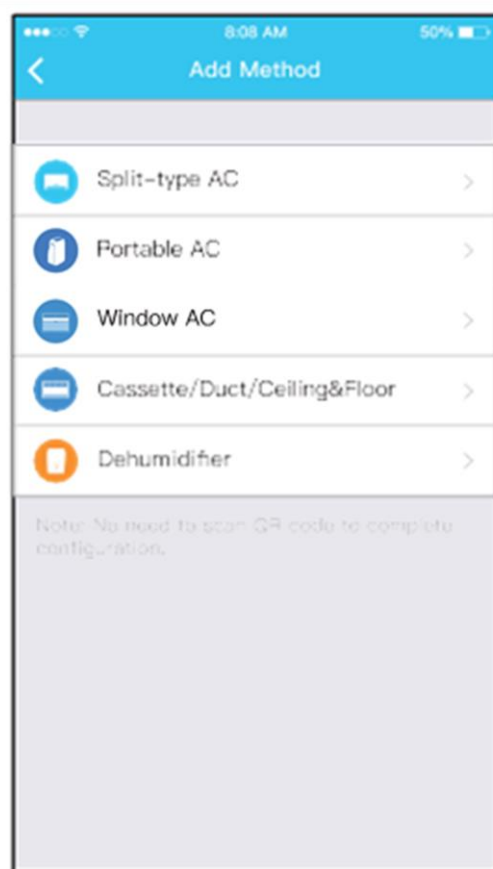 8:08 AM
50%
Add Method
Split-type AC
Portable AC
Window AC
Cassette/Duct/Ceiling&Floor
Dehumidifier
Note: No need to scan QR code to complete
configuration.